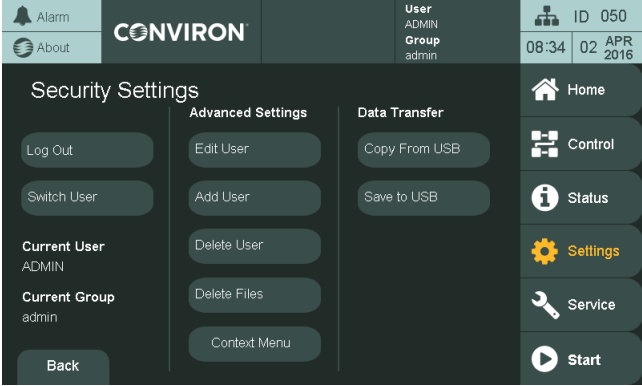 Alarm
About
CONVIRON
User
ADMIN
Group
admin
ID 050
08:34
02 APR 2016
Security Settings
Log Out
Switch User
Current User
ADMIN
Current Group
admin
Back
Advanced Settings
Edit User
Add User
Delete User
Delete Files
Context Menu
Data Transfer
Copy From USB
Save to USB
Home
Control
Status
Settings
Service
Start